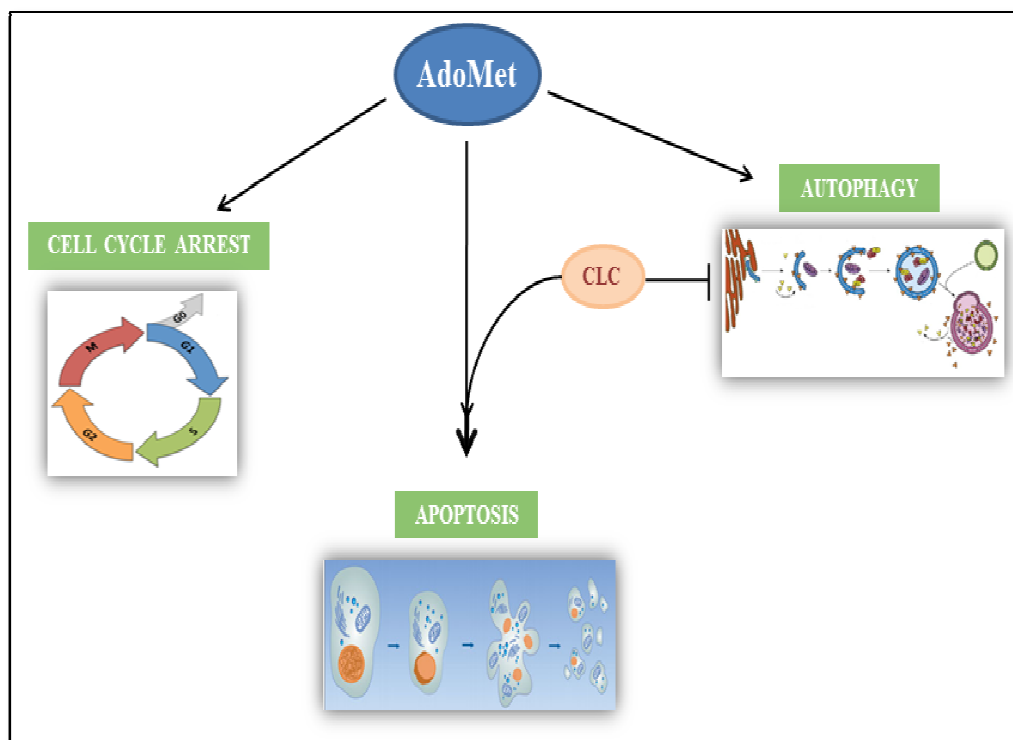 AdoMet
AUTOPHAGY
CELL CYCLE ARREST
CLC
G0
M
G1
G2
S
APOPTOSIS